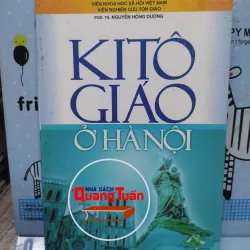 VIỆN KHOA HỌC XÃ HỘI VIỆT NAM
VIỆN NGHIÊN CỨU TÔN GIÁO
PGS. TS. NGUYỄN HỒNG DƯƠNG
KITÔ
GIÁO
Ở HÀ NỘI
NHÀ SÁCH
Quang Tuấn